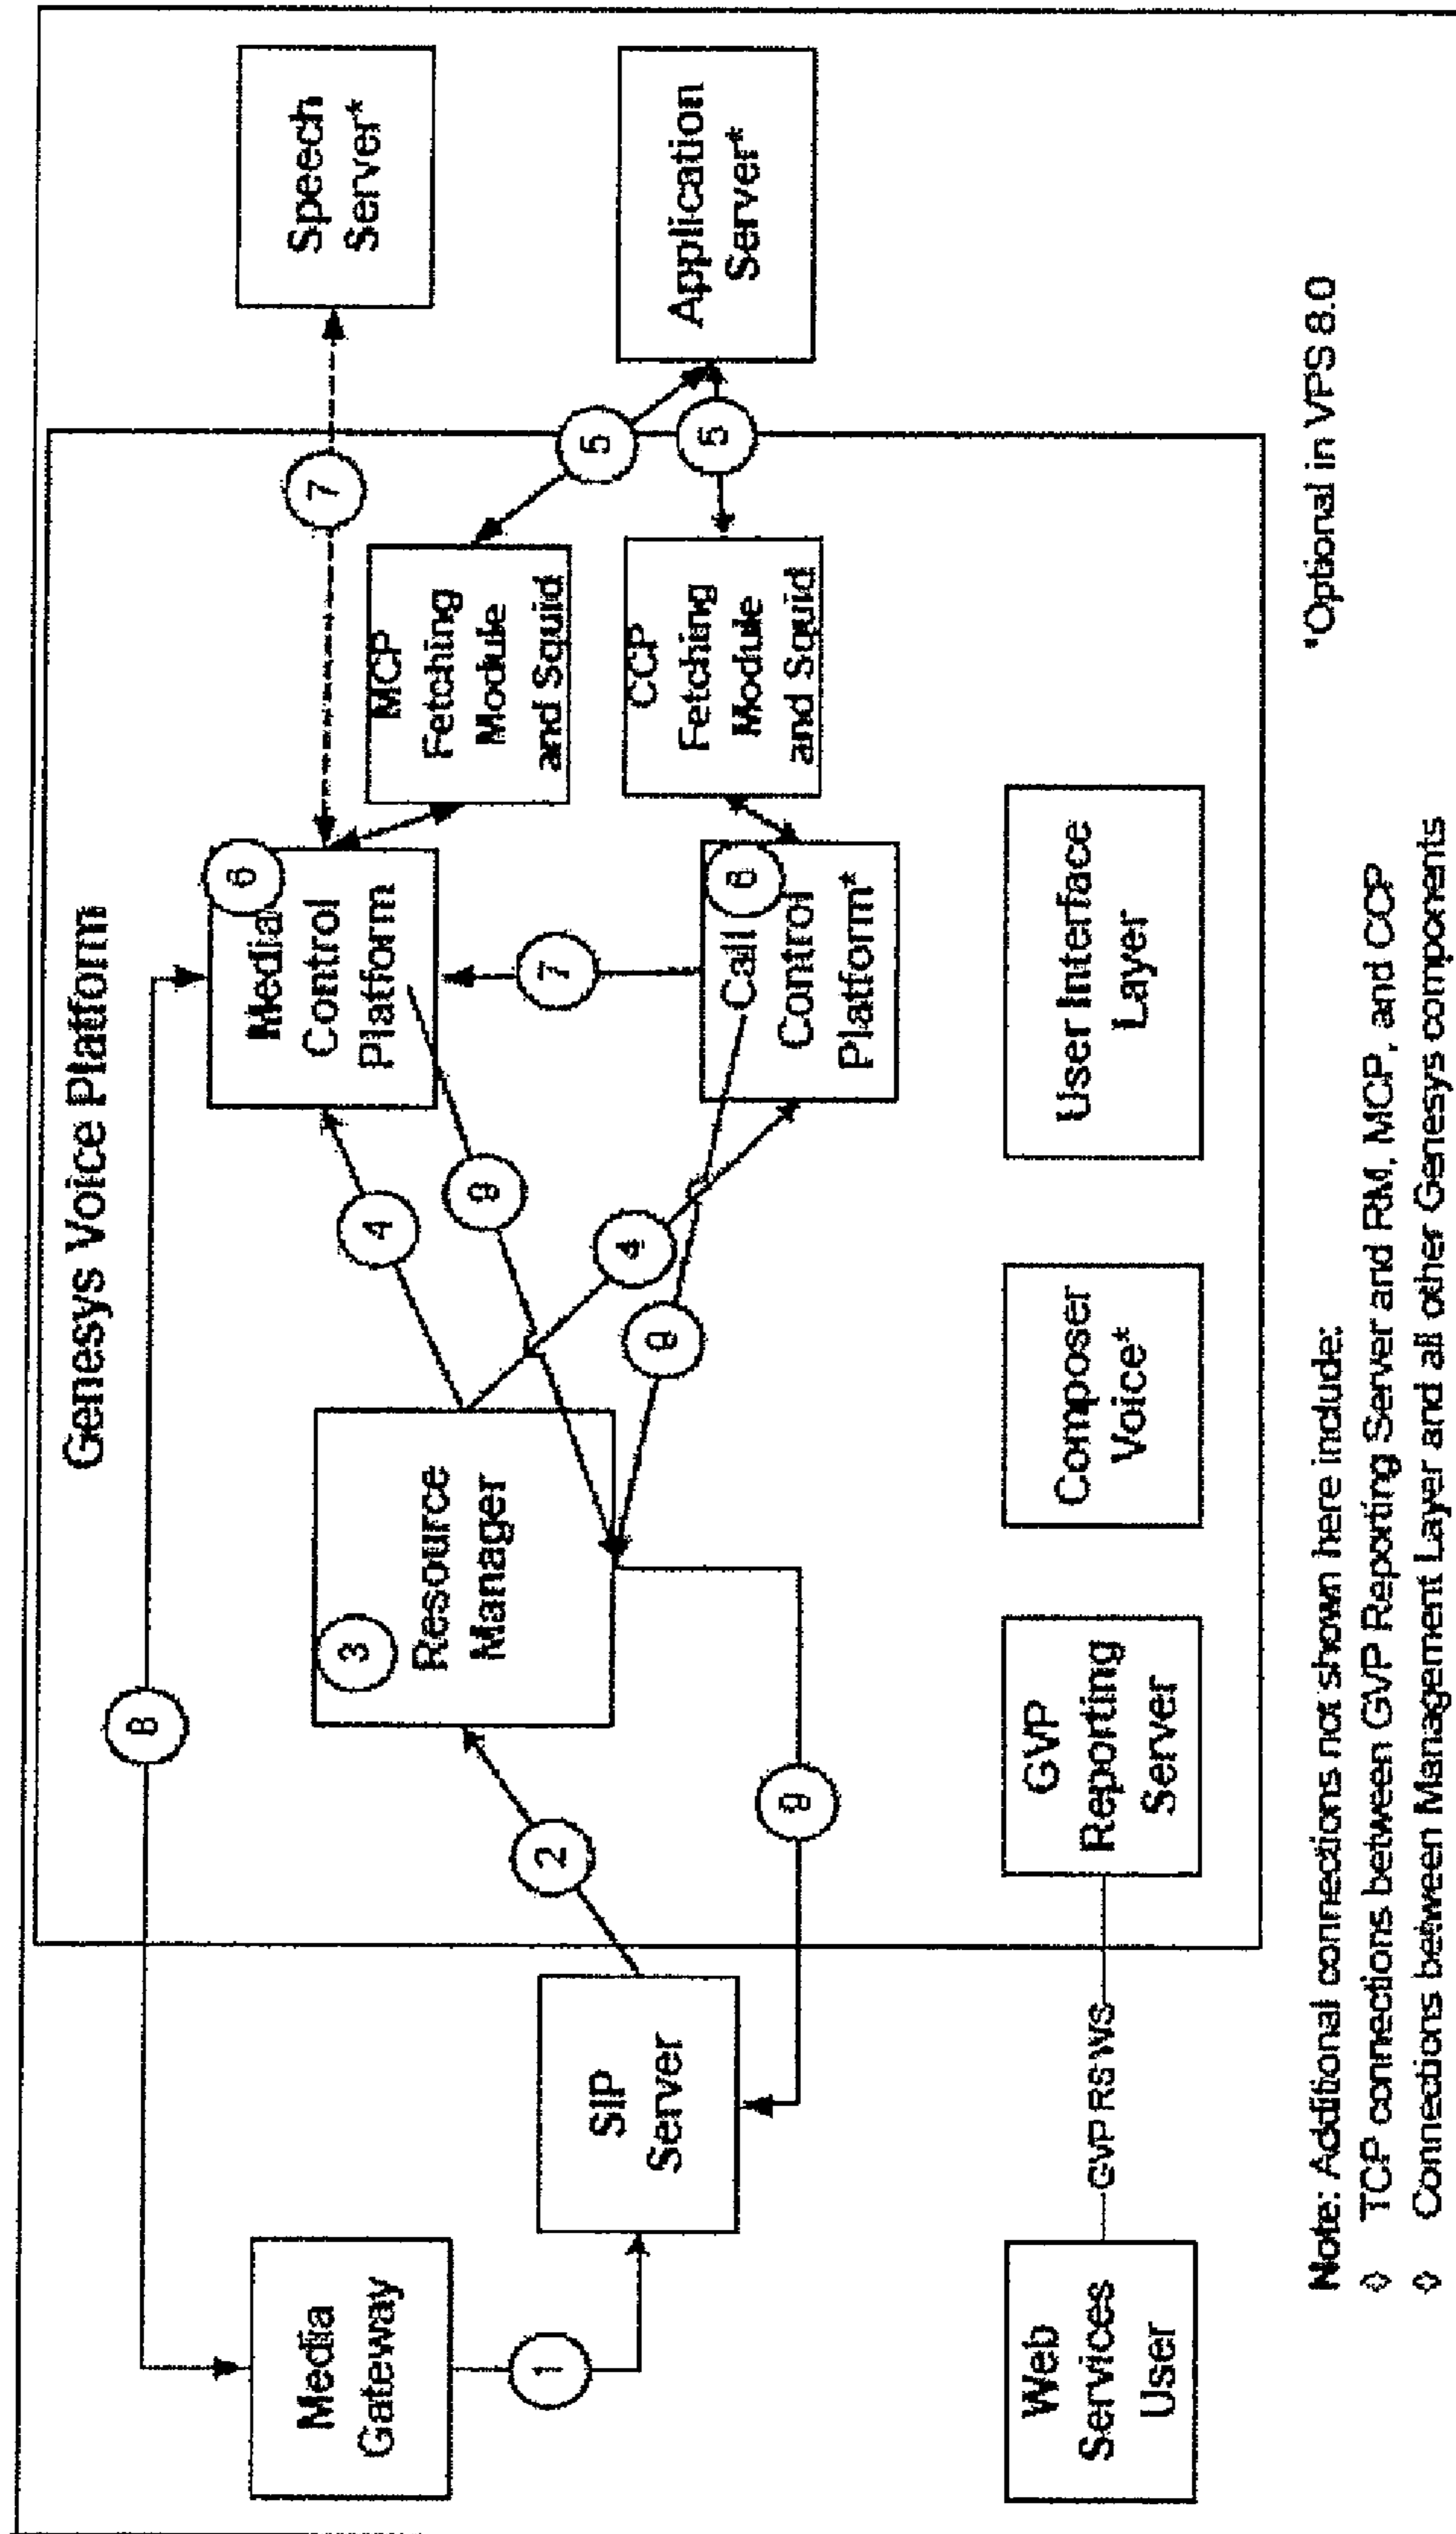 Genesys Voice Platform
8
Media
Gateway
1
SIP
Server
2
3
Resource
Manager
4
9
4
9
9
6
Media
Control
Platform
7
6
Call
Control
Platform*
MCP
Fetching
Module
and Squid
CCP
Fetching
Module
and Squid
7
5
5
Speech
Server*
Application
Server*
Web
Services
User
GVP RS WS
GVP
Reporting
Server
Composer
Voice*
User Interface
Layer
*Optional in VPS 8.0
Note: Additional connections not shown here include:
◊ TCP connections between GVP Reporting Server and RM, MCP, and CCP
◊ Connections between Management Layer and all other Genesys components